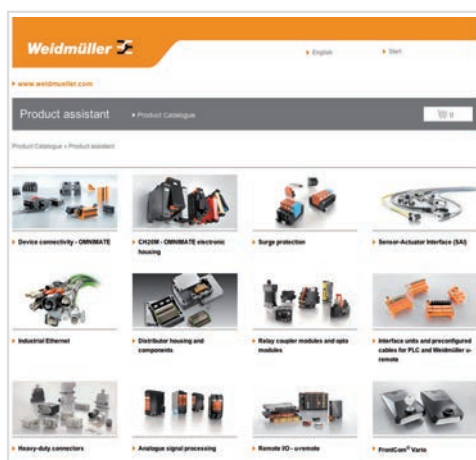 Weidmüller
English Start
www.weidmueller.com
Product assistant Product Catalogue 0
Product Catalogue » Product assistant
Device connectivity - OMNIMATE
CH20M - OMNIMATE electronic
housing
Surge protection
Sensor-Actuator Interface (SAI)
Industrial Ethernet
Distributor housing and
components
Relay coupler modules and opto
modules
Interface units and preconfigured
cables for PLC and Weidmüller u-
remote
Heavy-duty connectors
Analogue signal processing
Remote I/O - u-remote
FrontCom® Vario